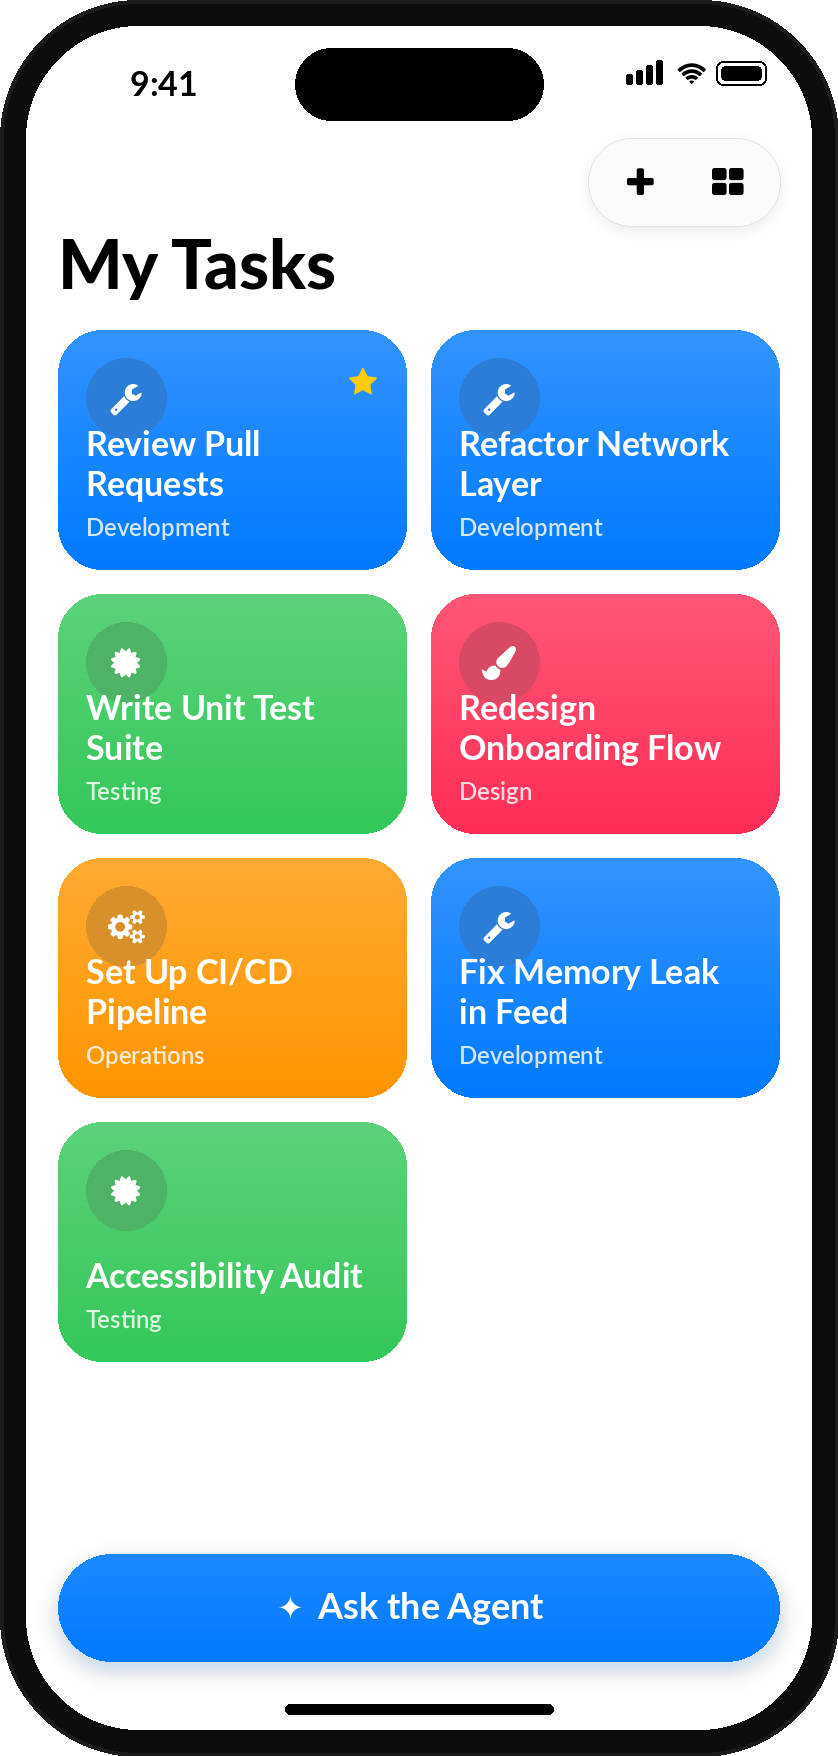 9:41
My Tasks
Review Pull
Requests
Development
Refactor Network
Layer
Development
Write Unit Test
Suite
Testing
Redesign
Onboarding Flow
Design
Set Up CI/CD
Pipeline
Operations
Fix Memory Leak
in Feed
Development
Accessibility Audit
Testing
Ask the Agent